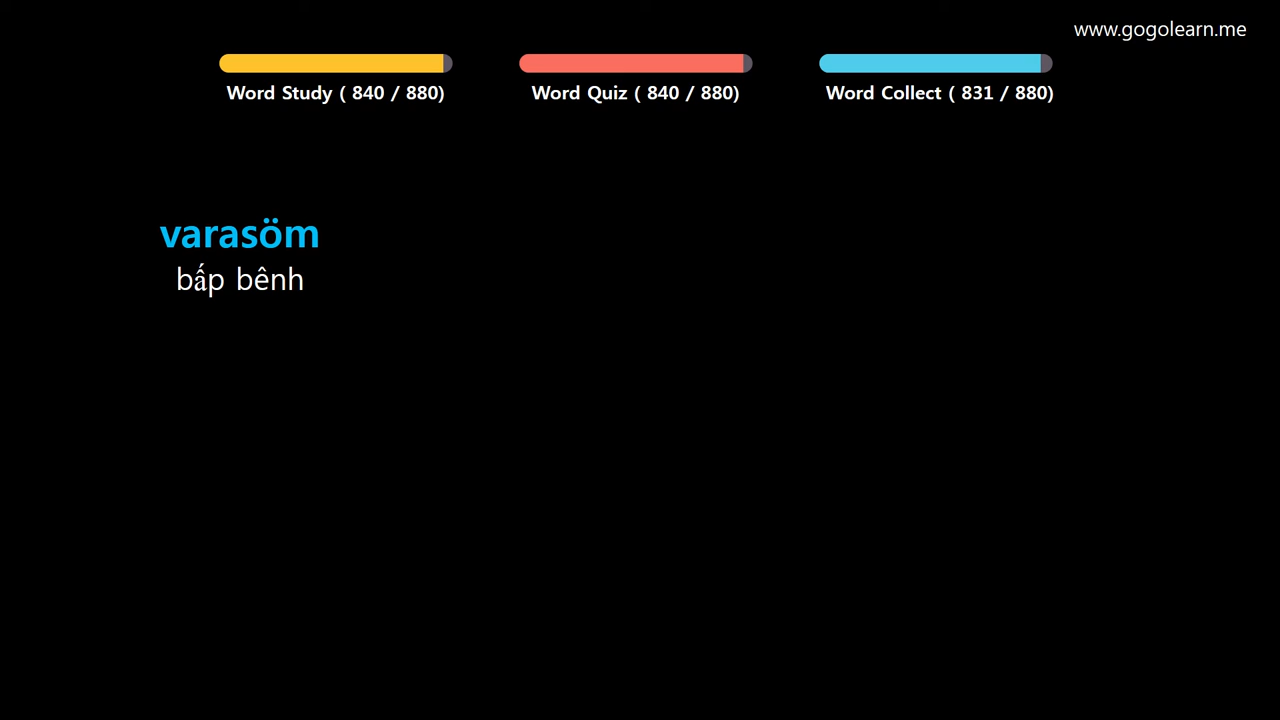 www.gogolearn.me
Word Study ( 840 / 880)
Word Quiz ( 840 / 880)
Word Collect ( 831 / 880)
varasöm
bấp bênh